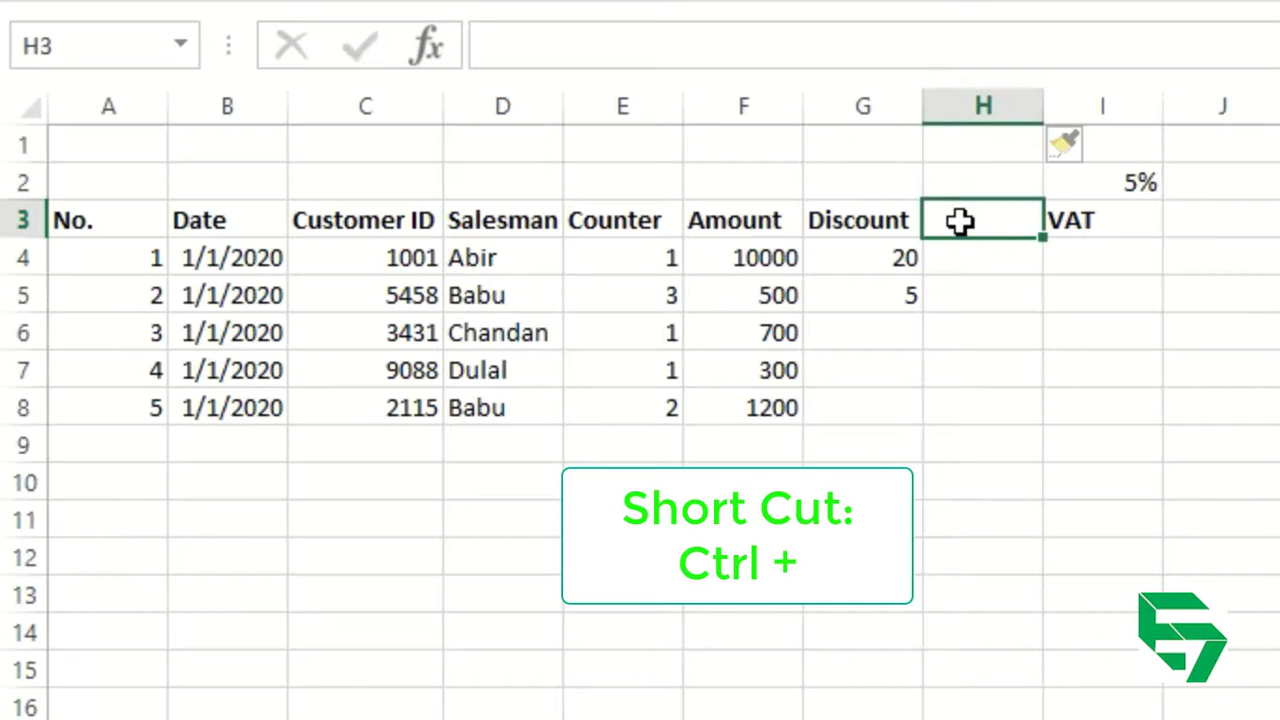 H3 fx
A B C D E F G H I J
1
2 5%
3 No. Date Customer ID Salesman Counter Amount Discount VAT
4 1 1/1/2020 1001 Abir 1 10000 20
5 2 1/1/2020 5458 Babu 3 500 5
6 3 1/1/2020 3431 Chandan 1 700
7 4 1/1/2020 9088 Dulal 1 300
8 5 1/1/2020 2115 Babu 2 1200
9
10
11
12
13
14
15
16
Short Cut:
Ctrl +